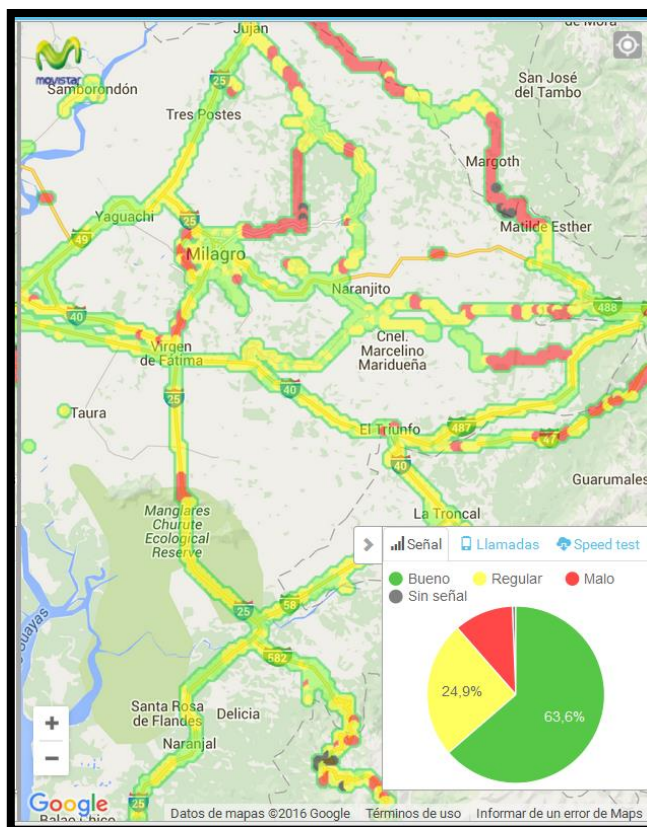 de Mora
Juján
movistar
25
Samborondón
San José
del Tambo
Tres Postes
Margoth
Yaguachi
25
Matilde Esther
49
Milagro
Naranjito
488
40
Cnel.
Marcelino
Maridueña
Virgen
de Fátima
25
40
Taura
El Triunfo
487
47
40
Guarumales
La Troncal
Manglares
Churute
Ecological
Reserve
Señal
Llamadas
Speed test
Bueno
Regular
Malo
Sin señal
58
25
582
24,9%
63,6%
Santa Rosa
de Flandes
Delicia
Naranjal
+
−
Google
25
Balao Chico
Datos de mapas ©2016 Google
Términos de uso
Informar de un error de Maps